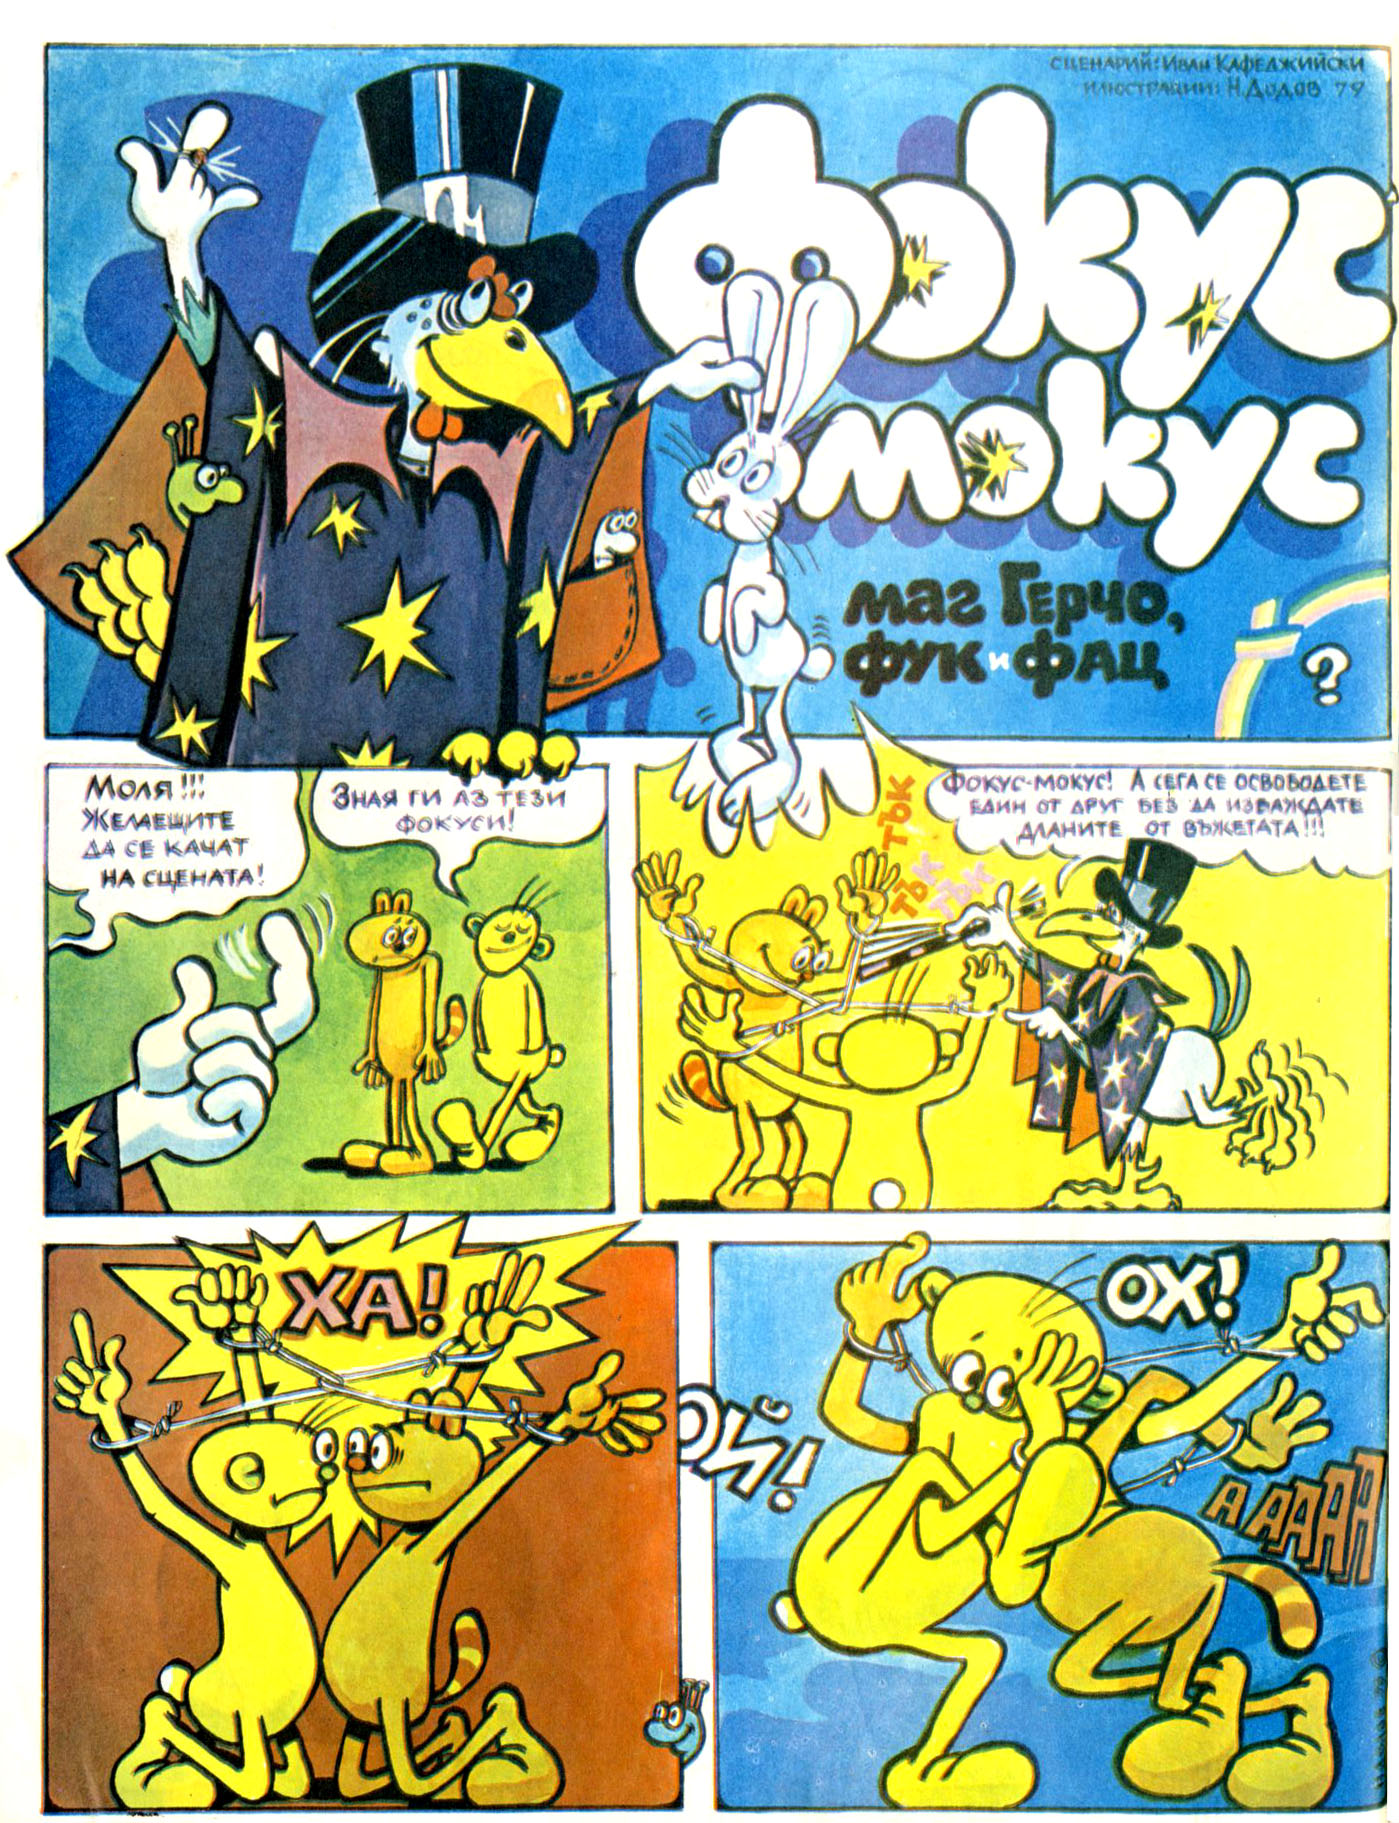 СЦЕНАРИЙ: ИВАН КАФЕДЖИЙСКИ
ИЛЮСТРАЦИИ: Н. ДОДОВ 79
ФОКУС
МОКУС
МАГ ГЕРЧО,
ФУК И ФАЦ
?
МОЛЯ!!!
ЖЕЛАЕЩИТЕ
ДА СЕ КАЧАТ
НА СЦЕНАТА!
ЗНАЯ ГИ АЗ ТЕЗИ
ФОКУСИ!
ТЪК
ТЪК
ТЪК
ФОКУС-МОКУС! А СЕГА СЕ ОСВОБОДЕТЕ
ЕДИН ОТ ДРУГ БЕЗ ДА ИЗВАЖДАТЕ
ДЛАНИТЕ ОТ ВЪЖЕТАТА!!!
ХА!
ОЙ!
ОХ!
А АААА